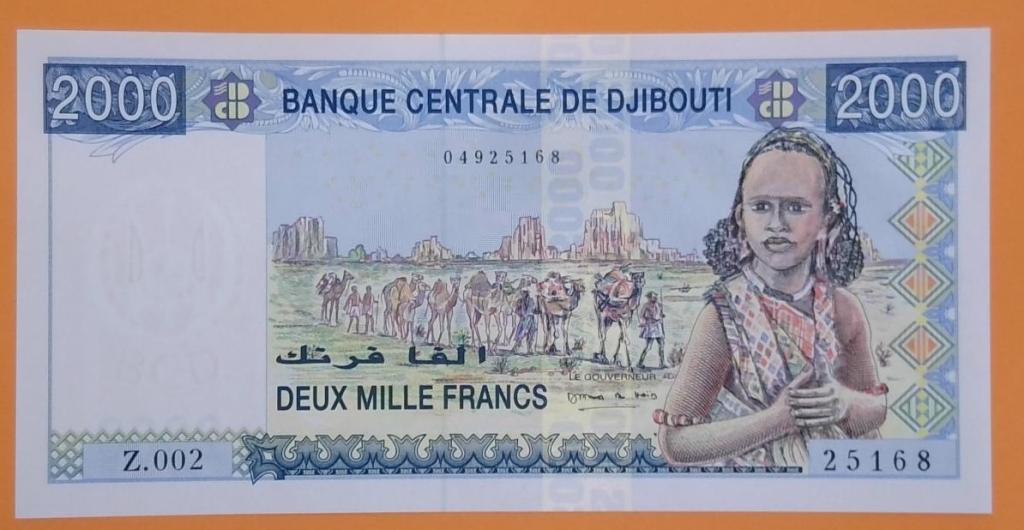 2000 BANQUE CENTRALE DE DJIBOUTI 2000
04925168
الفا فرنك
LE GOUVERNEUR
DEUX MILLE FRANCS
Z.002
25168